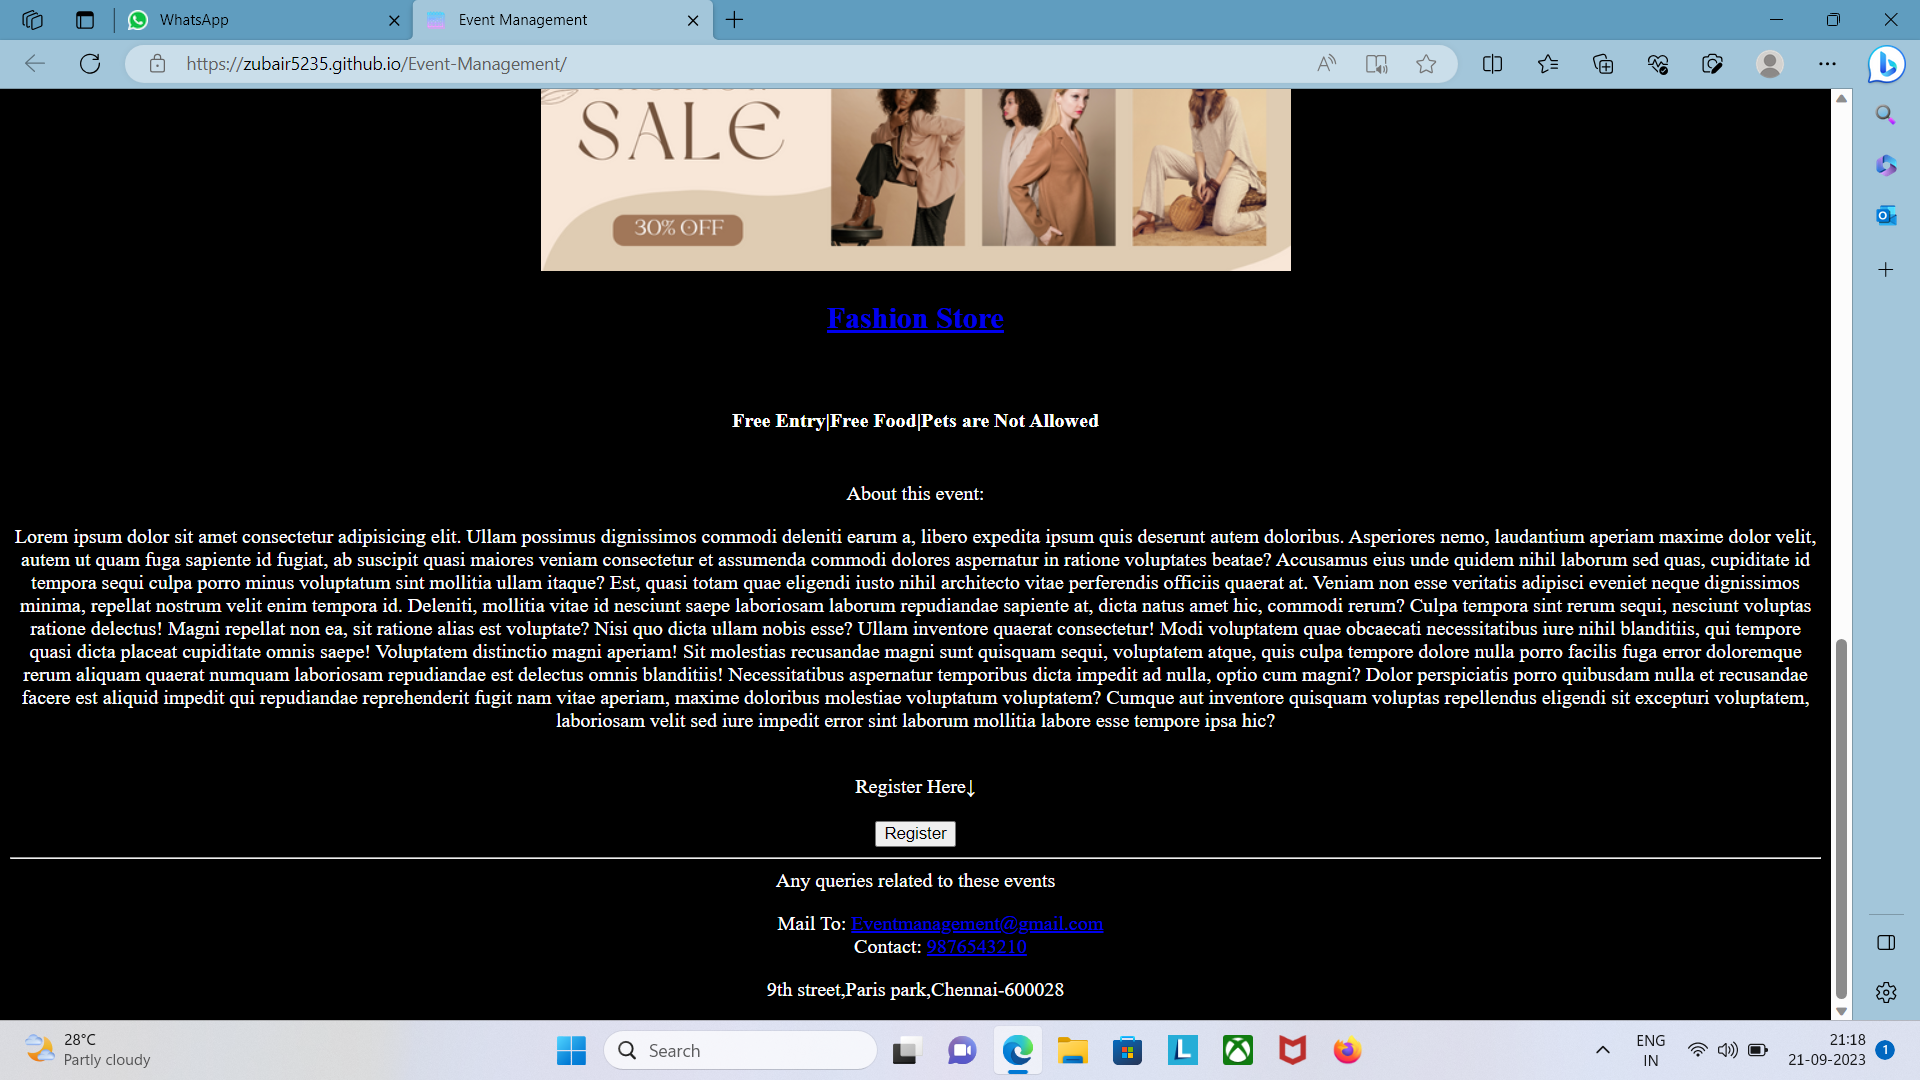 WhatsApp
Event Management
https://zubair5235.github.io/Event-Management/
SALE
30% OFF
Fashion Store
Free Entry|Free Food|Pets are Not Allowed
About this event:
Lorem ipsum dolor sit amet consectetur adipisicing elit. Ullam possimus dignissimos commodi deleniti earum a, libero expedita ipsum quis deserunt autem doloribus. Asperiores nemo, laudantium aperiam maxime dolor velit,
autem ut quam fuga sapiente id fugiat, ab suscipit quasi maiores veniam consectetur et assumenda commodi dolores aspernatur in ratione voluptates beatae? Accusamus eius unde quidem nihil laborum sed quas, cupiditate id
tempora sequi culpa porro minus voluptatum sint mollitia ullam itaque? Est, quasi totam quae eligendi iusto nihil architecto vitae perferendis officiis quaerat at. Veniam non esse veritatis adipisci eveniet neque dignissimos
minima, repellat nostrum velit enim tempora id. Deleniti, mollitia vitae id nesciunt saepe laboriosam laborum repudiandae sapiente at, dicta natus amet hic, commodi rerum? Culpa tempora sint rerum sequi, nesciunt voluptas
ratione delectus! Magni repellat non ea, sit ratione alias est voluptate? Nisi quo dicta ullam nobis esse? Ullam inventore quaerat consectetur! Modi voluptatem quae obcaecati necessitatibus iure nihil blanditiis, qui tempore
quasi dicta placeat cupiditate omnis saepe! Voluptatem distinctio magni aperiam! Sit molestias recusandae magni sunt quisquam sequi, voluptatem atque, quis culpa tempore dolore nulla porro facilis fuga error doloremque
rerum aliquam quaerat numquam laboriosam repudiandae est delectus omnis blanditiis! Necessitatibus aspernatur temporibus dicta impedit ad nulla, optio cum magni? Dolor perspiciatis porro quibusdam nulla et recusandae
facere est aliquid impedit qui repudiandae reprehenderit fugit nam vitae aperiam, maxime doloribus molestiae voluptatum voluptatem? Cumque aut inventore quisquam voluptas repellendus eligendi sit excepturi voluptatem,
laboriosam velit sed iure impedit error sint laborum mollitia labore esse tempore ipsa hic?
Register Here↓
Register
Any queries related to these events
Mail To: Eventmanagement@gmail.com
Contact: 9876543210
9th street,Paris park,Chennai-600028
28°C
Partly cloudy
Search
ENG
IN
21:18
21-09-2023
1